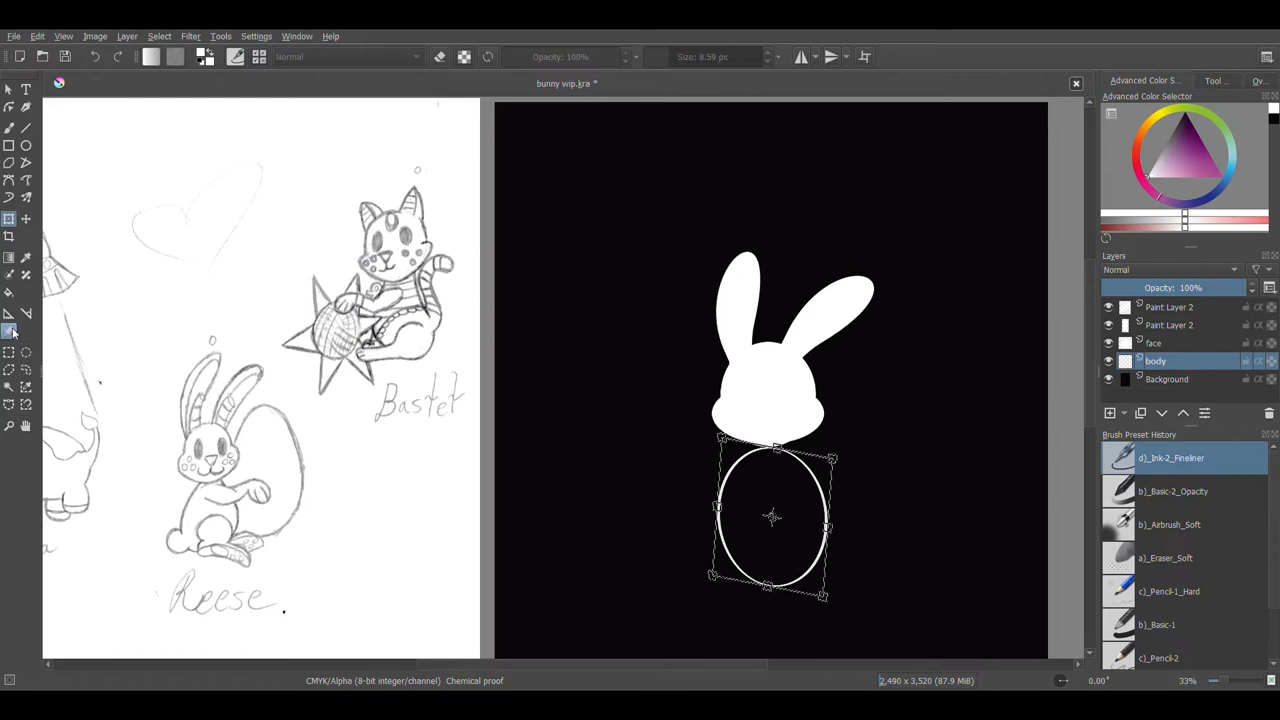 File Edit View Image Layer Select Filter Tools Settings Window Help
Normal Opacity: 100% Size: 8.59 px
bunny wip.kra *
Advanced Color S... Tool ... Ov...
Advanced Color Selector
Layers
Normal
Opacity: 100%
Paint Layer 2
Paint Layer 2
face
body
Background
Brush Preset History
d)_Ink-2_Fineliner
b)_Basic-2_Opacity
b)_Airbrush_Soft
a)_Eraser_Soft
c)_Pencil-1_Hard
b)_Basic-1
c)_Pencil-2
Bastet
Reese.
CMYK/Alpha (8-bit integer/channel) Chemical proof
2,490 x 3,520 (87.9 MiB)
0.00°
33%